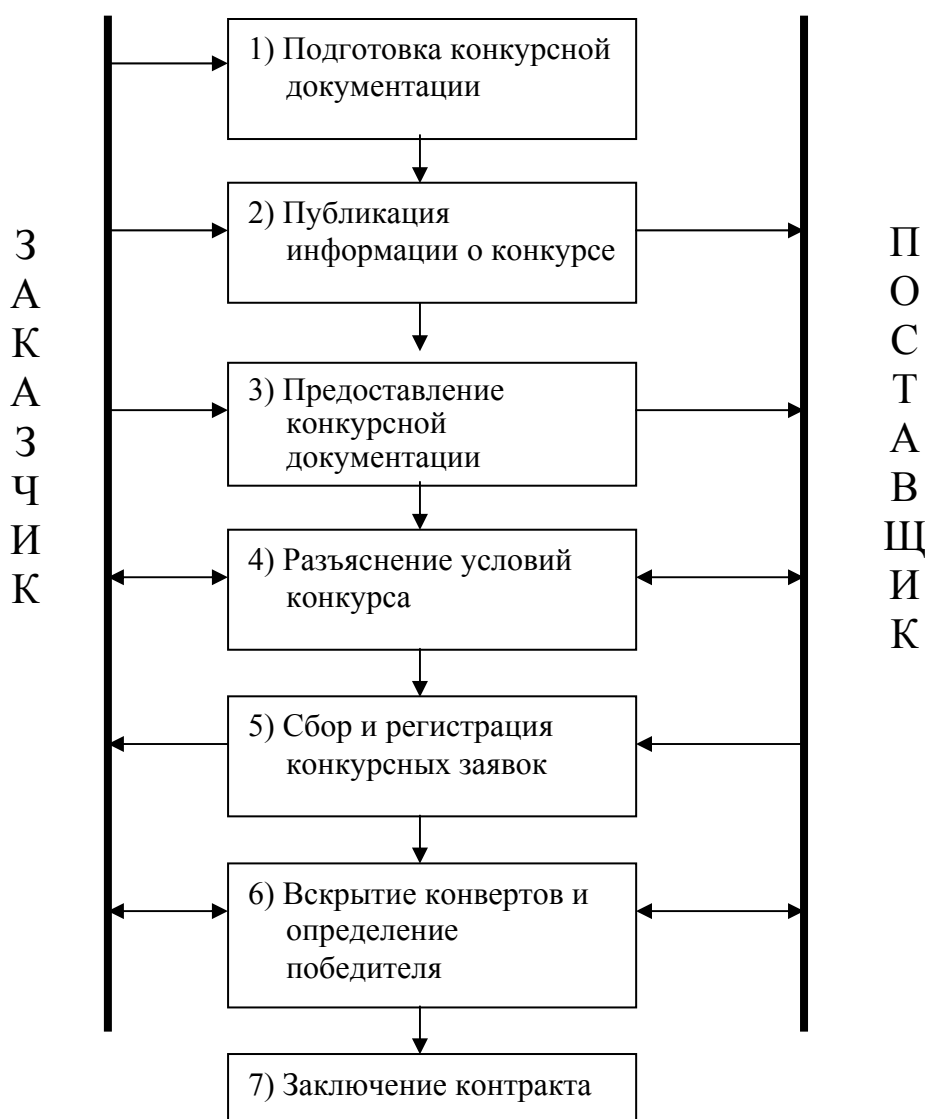 1) Подготовка конкурсной
документации
2) Публикация
информации о конкурсе
3) Предоставление
конкурсной
документации
4) Разъяснение условий
конкурса
5) Сбор и регистрация
конкурсных заявок
6) Вскрытие конвертов и
определение
победителя
7) Заключение контракта
З
А
К
А
З
Ч
И
К
П
О
С
Т
А
В
Щ
И
К